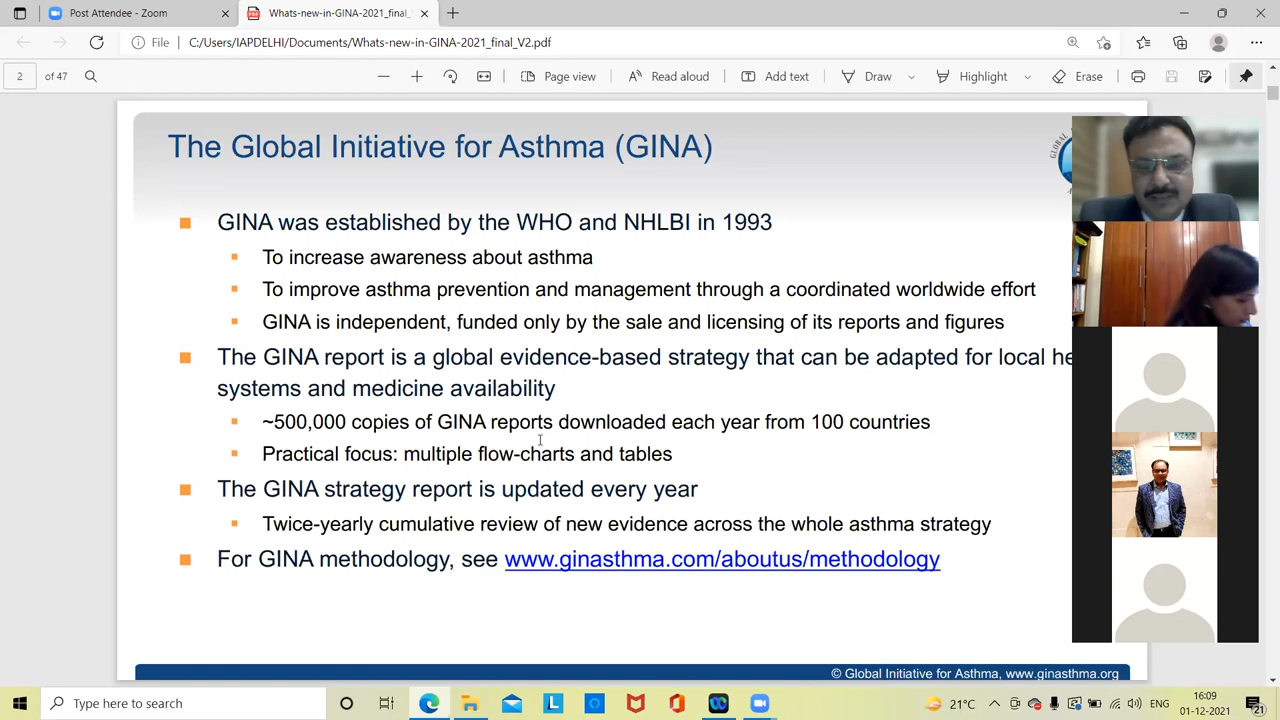 Post Attendee - Zoom
Whats-new-in-GINA-2021_final_
File
C:/Users/IAPDELHI/Documents/Whats-new-in-GINA-2021_final_V2.pdf
2 of 47
Page view
Read aloud
Add text
Draw
Highlight
Erase
The Global Initiative for Asthma (GINA)
GINA was established by the WHO and NHLBI in 1993
To increase awareness about asthma
To improve asthma prevention and management through a coordinated worldwide effort
GINA is independent, funded only by the sale and licensing of its reports and figures
The GINA report is a global evidence-based strategy that can be adapted for local he
systems and medicine availability
~500,000 copies of GINA reports downloaded each year from 100 countries
Practical focus: multiple flow-charts and tables
The GINA strategy report is updated every year
Twice-yearly cumulative review of new evidence across the whole asthma strategy
For GINA methodology, see www.ginasthma.com/aboutus/methodology
© Global Initiative for Asthma, www.ginasthma.org
Type here to search
21°C
16:09
01-12-2021
21